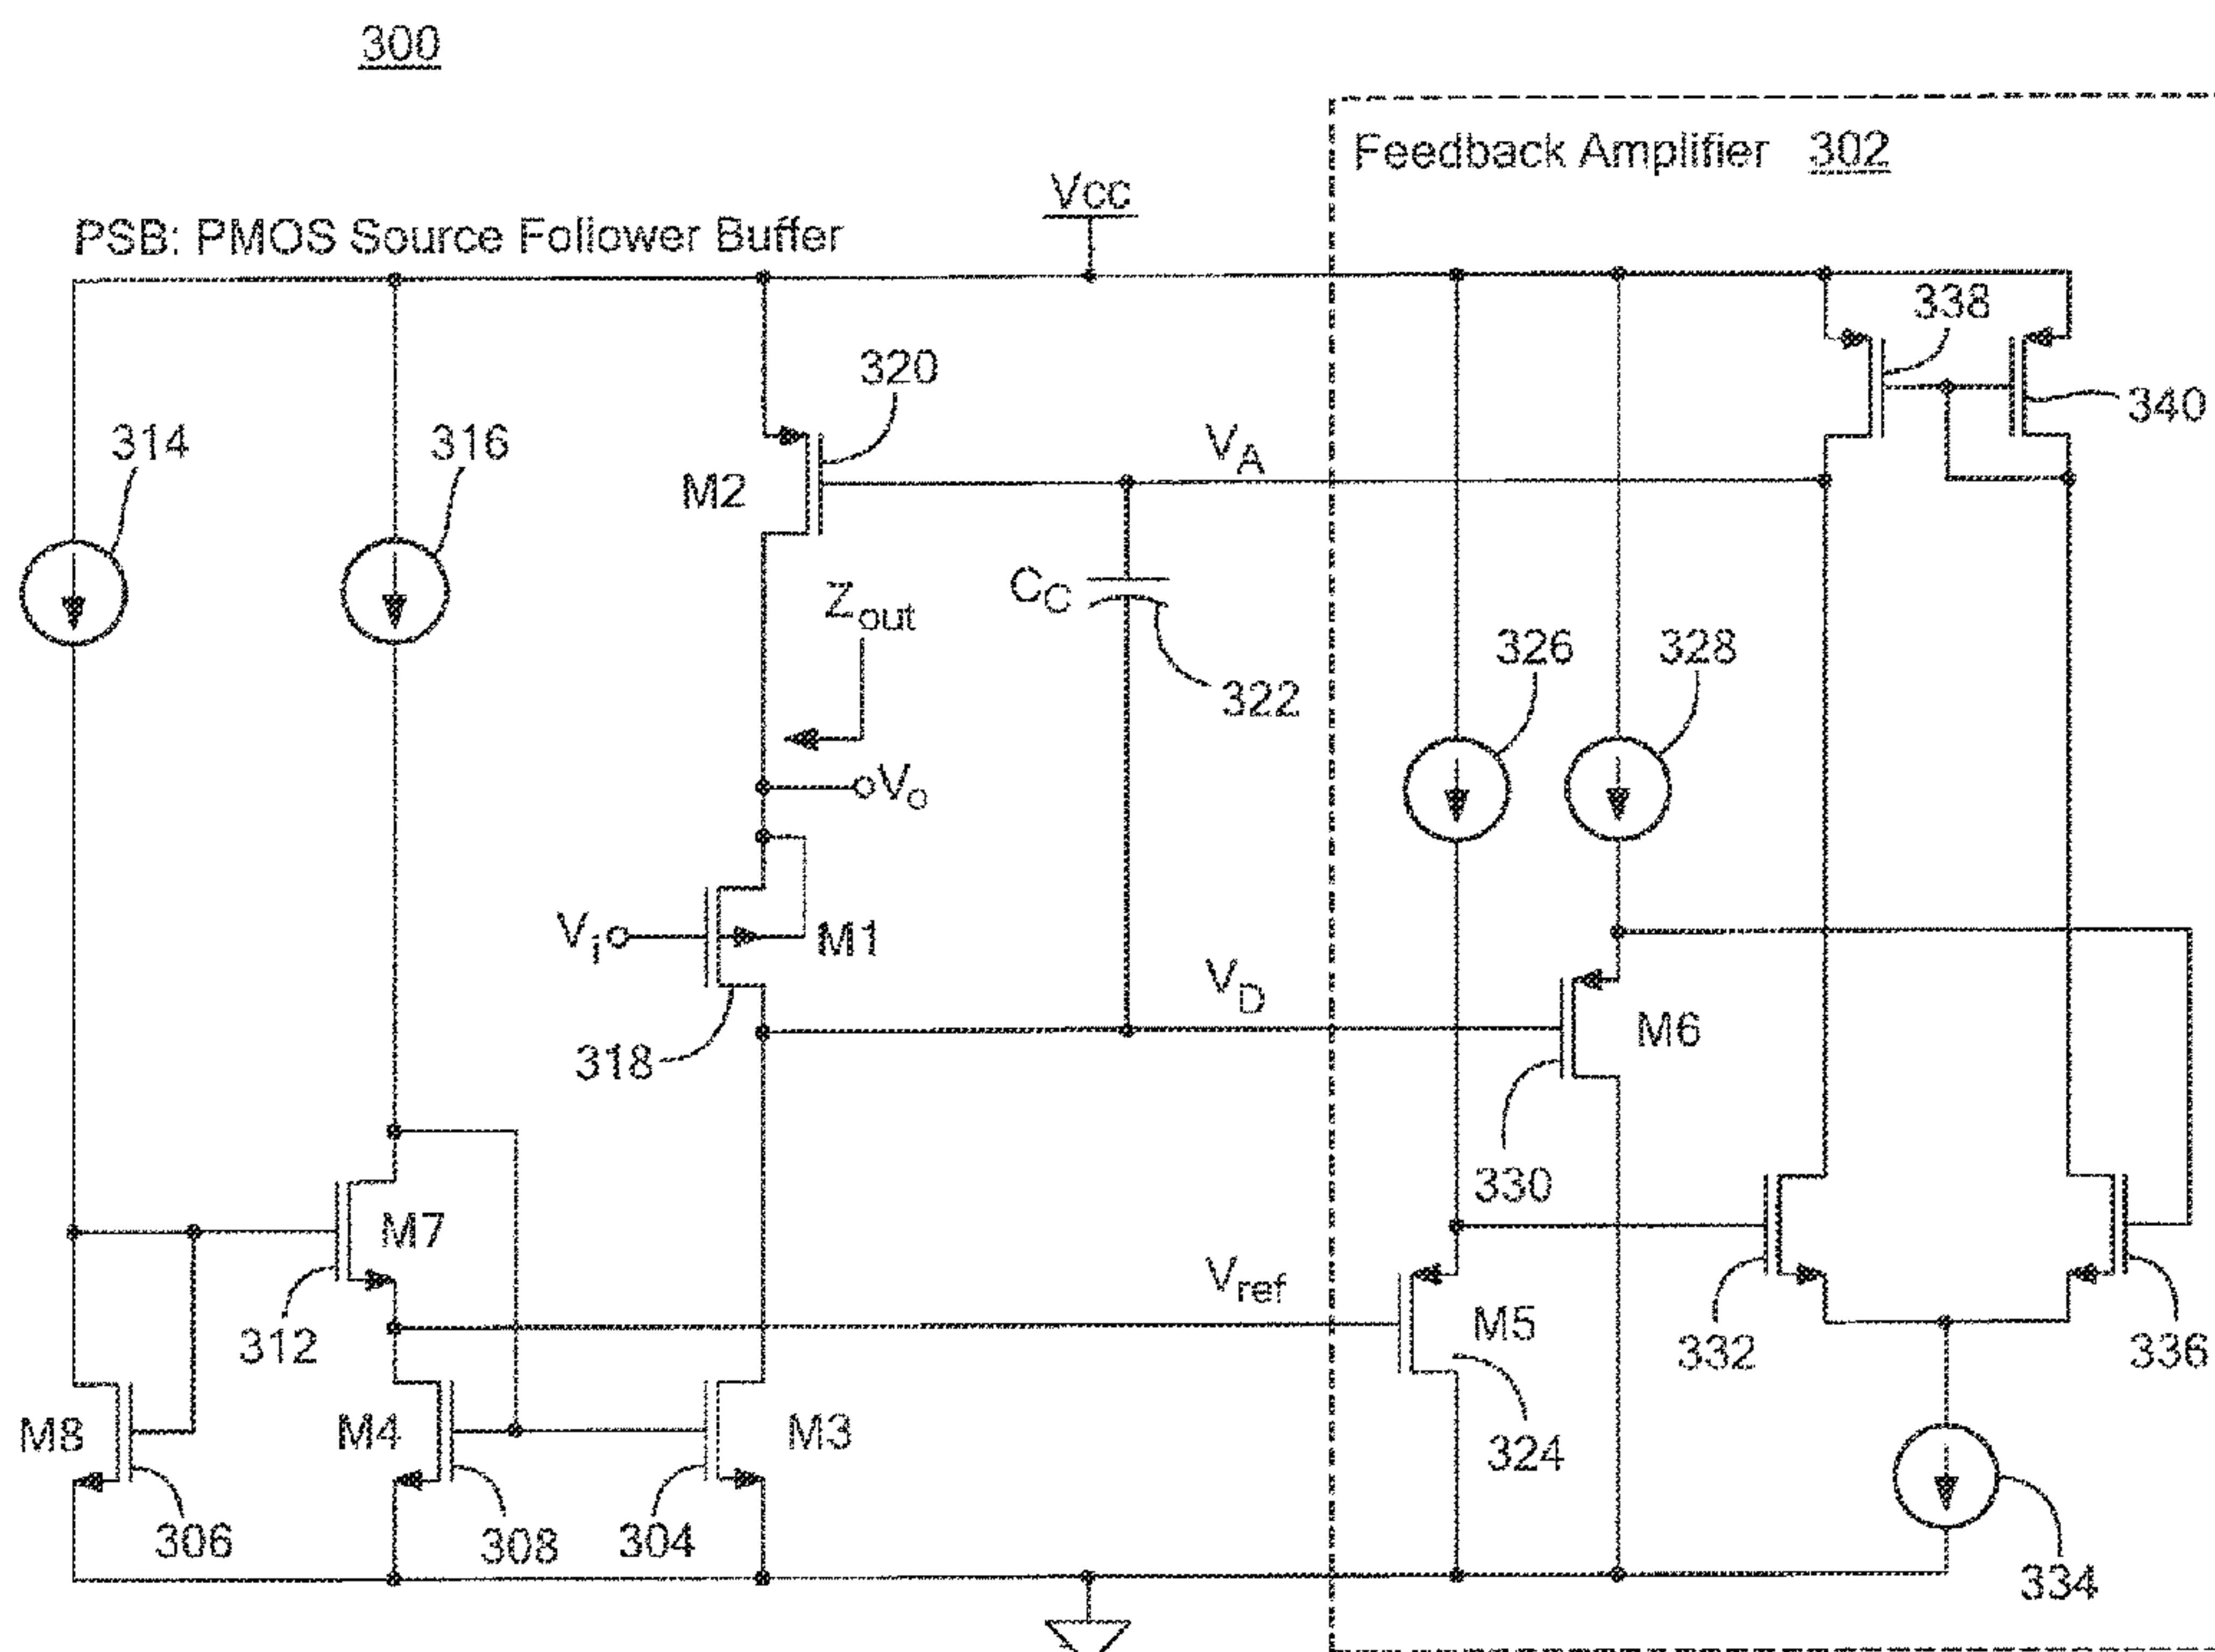 300
Feedback Amplifier 302
Vcc
PSB: PMOS Source Follower Buffer
338
320
340
314
316
VA
M2
Zout
CC
326
328
322
Vo
Vi
M1
VD
M6
318
330
M7
Vref
312
M5
332
336
M8
M4
M3
324
306
308
304
334